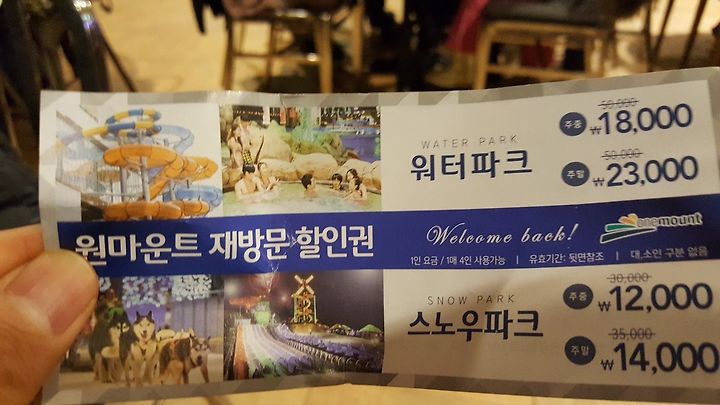 WATER PARK
워터파크
주중 50,000 ₩18,000
주말 50,000 ₩23,000
원마운트 재방문 할인권
Welcome back!
onemount
1인 요금 / 1매 4인 사용가능 | 유효기간: 뒷면참조 | 대,소인 구분 없음
SNOW PARK
스노우파크
주중 30,000 ₩12,000
주말 35,000 ₩14,000